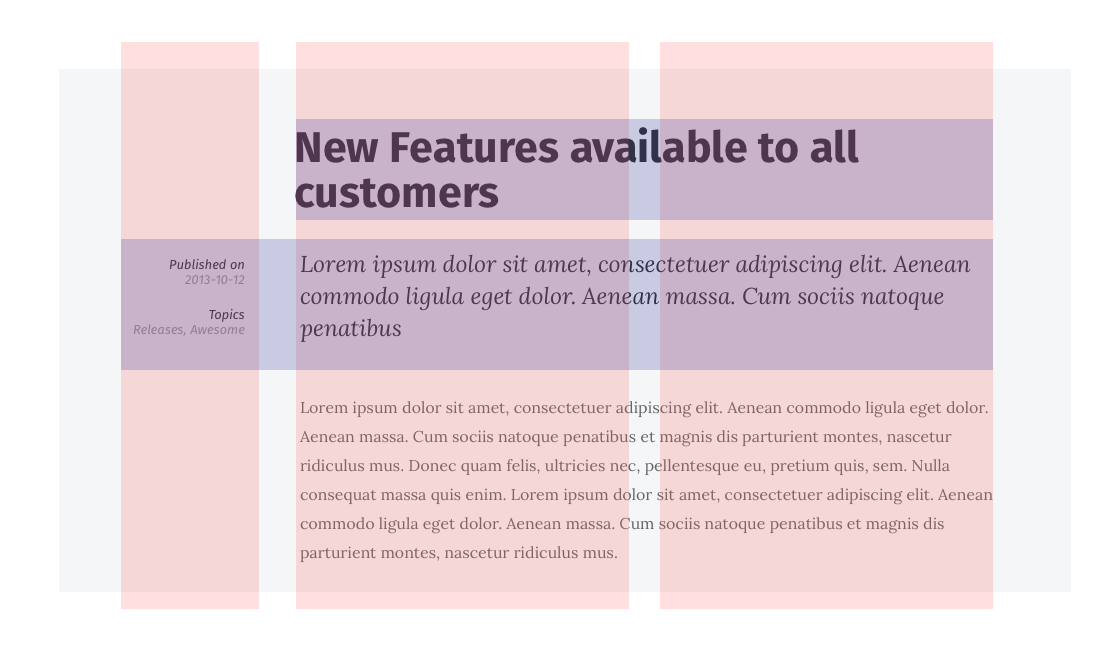 New Features available to all
customers
Published on
2013-10-12
Topics
Releases, Awesome
Lorem ipsum dolor sit amet, consectetuer adipiscing elit. Aenean
commodo ligula eget dolor. Aenean massa. Cum sociis natoque
penatibus
Lorem ipsum dolor sit amet, consectetuer adipiscing elit. Aenean commodo ligula eget dolor.
Aenean massa. Cum sociis natoque penatibus et magnis dis parturient montes, nascetur
ridiculus mus. Donec quam felis, ultricies nec, pellentesque eu, pretium quis, sem. Nulla
consequat massa quis enim. Lorem ipsum dolor sit amet, consectetuer adipiscing elit. Aenean
commodo ligula eget dolor. Aenean massa. Cum sociis natoque penatibus et magnis dis
parturient montes, nascetur ridiculus mus.